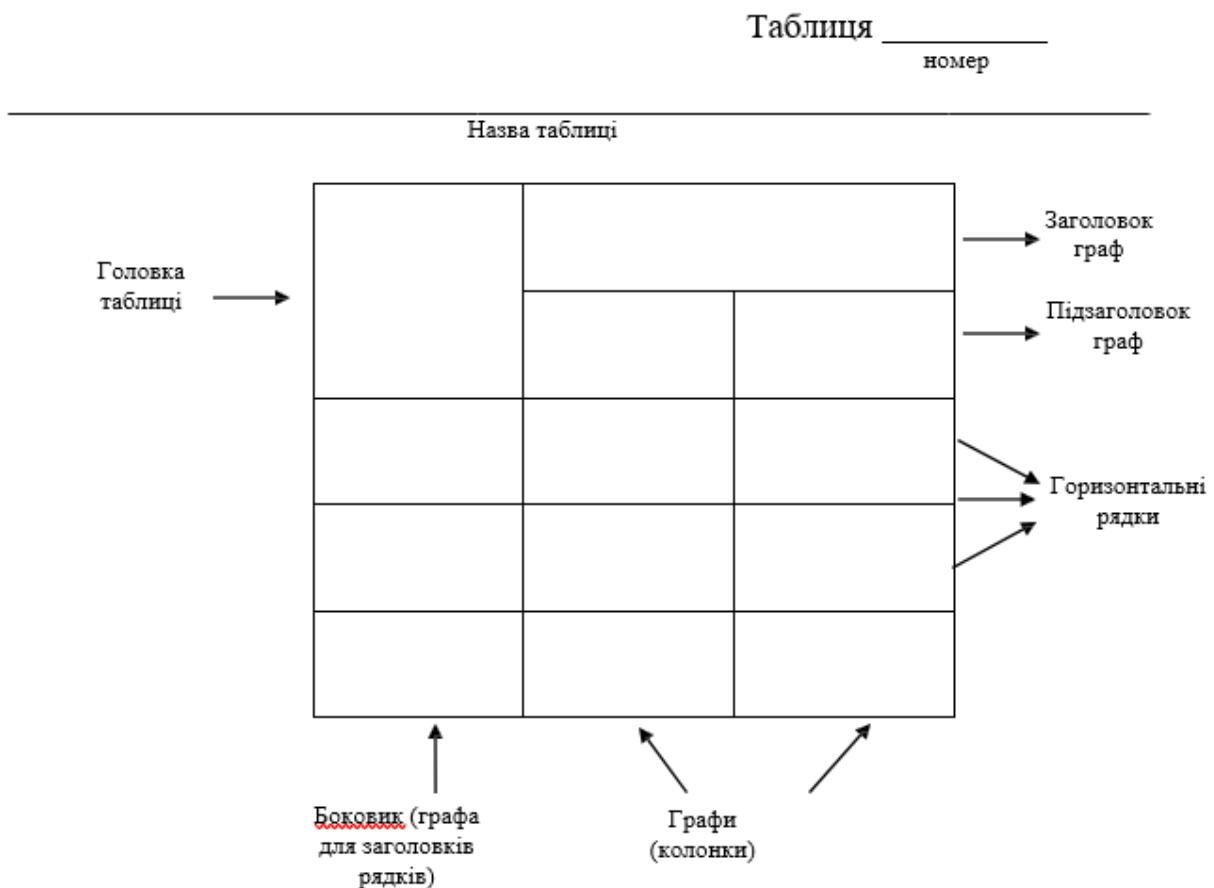 Таблиця ___________
номер
Назва таблиці
Заголовок
граф
Головка
таблиці
Підзаголовок
граф
Горизонтальні
рядки
Боковик (графа
для заголовків
рядків)
Графи
(колонки)